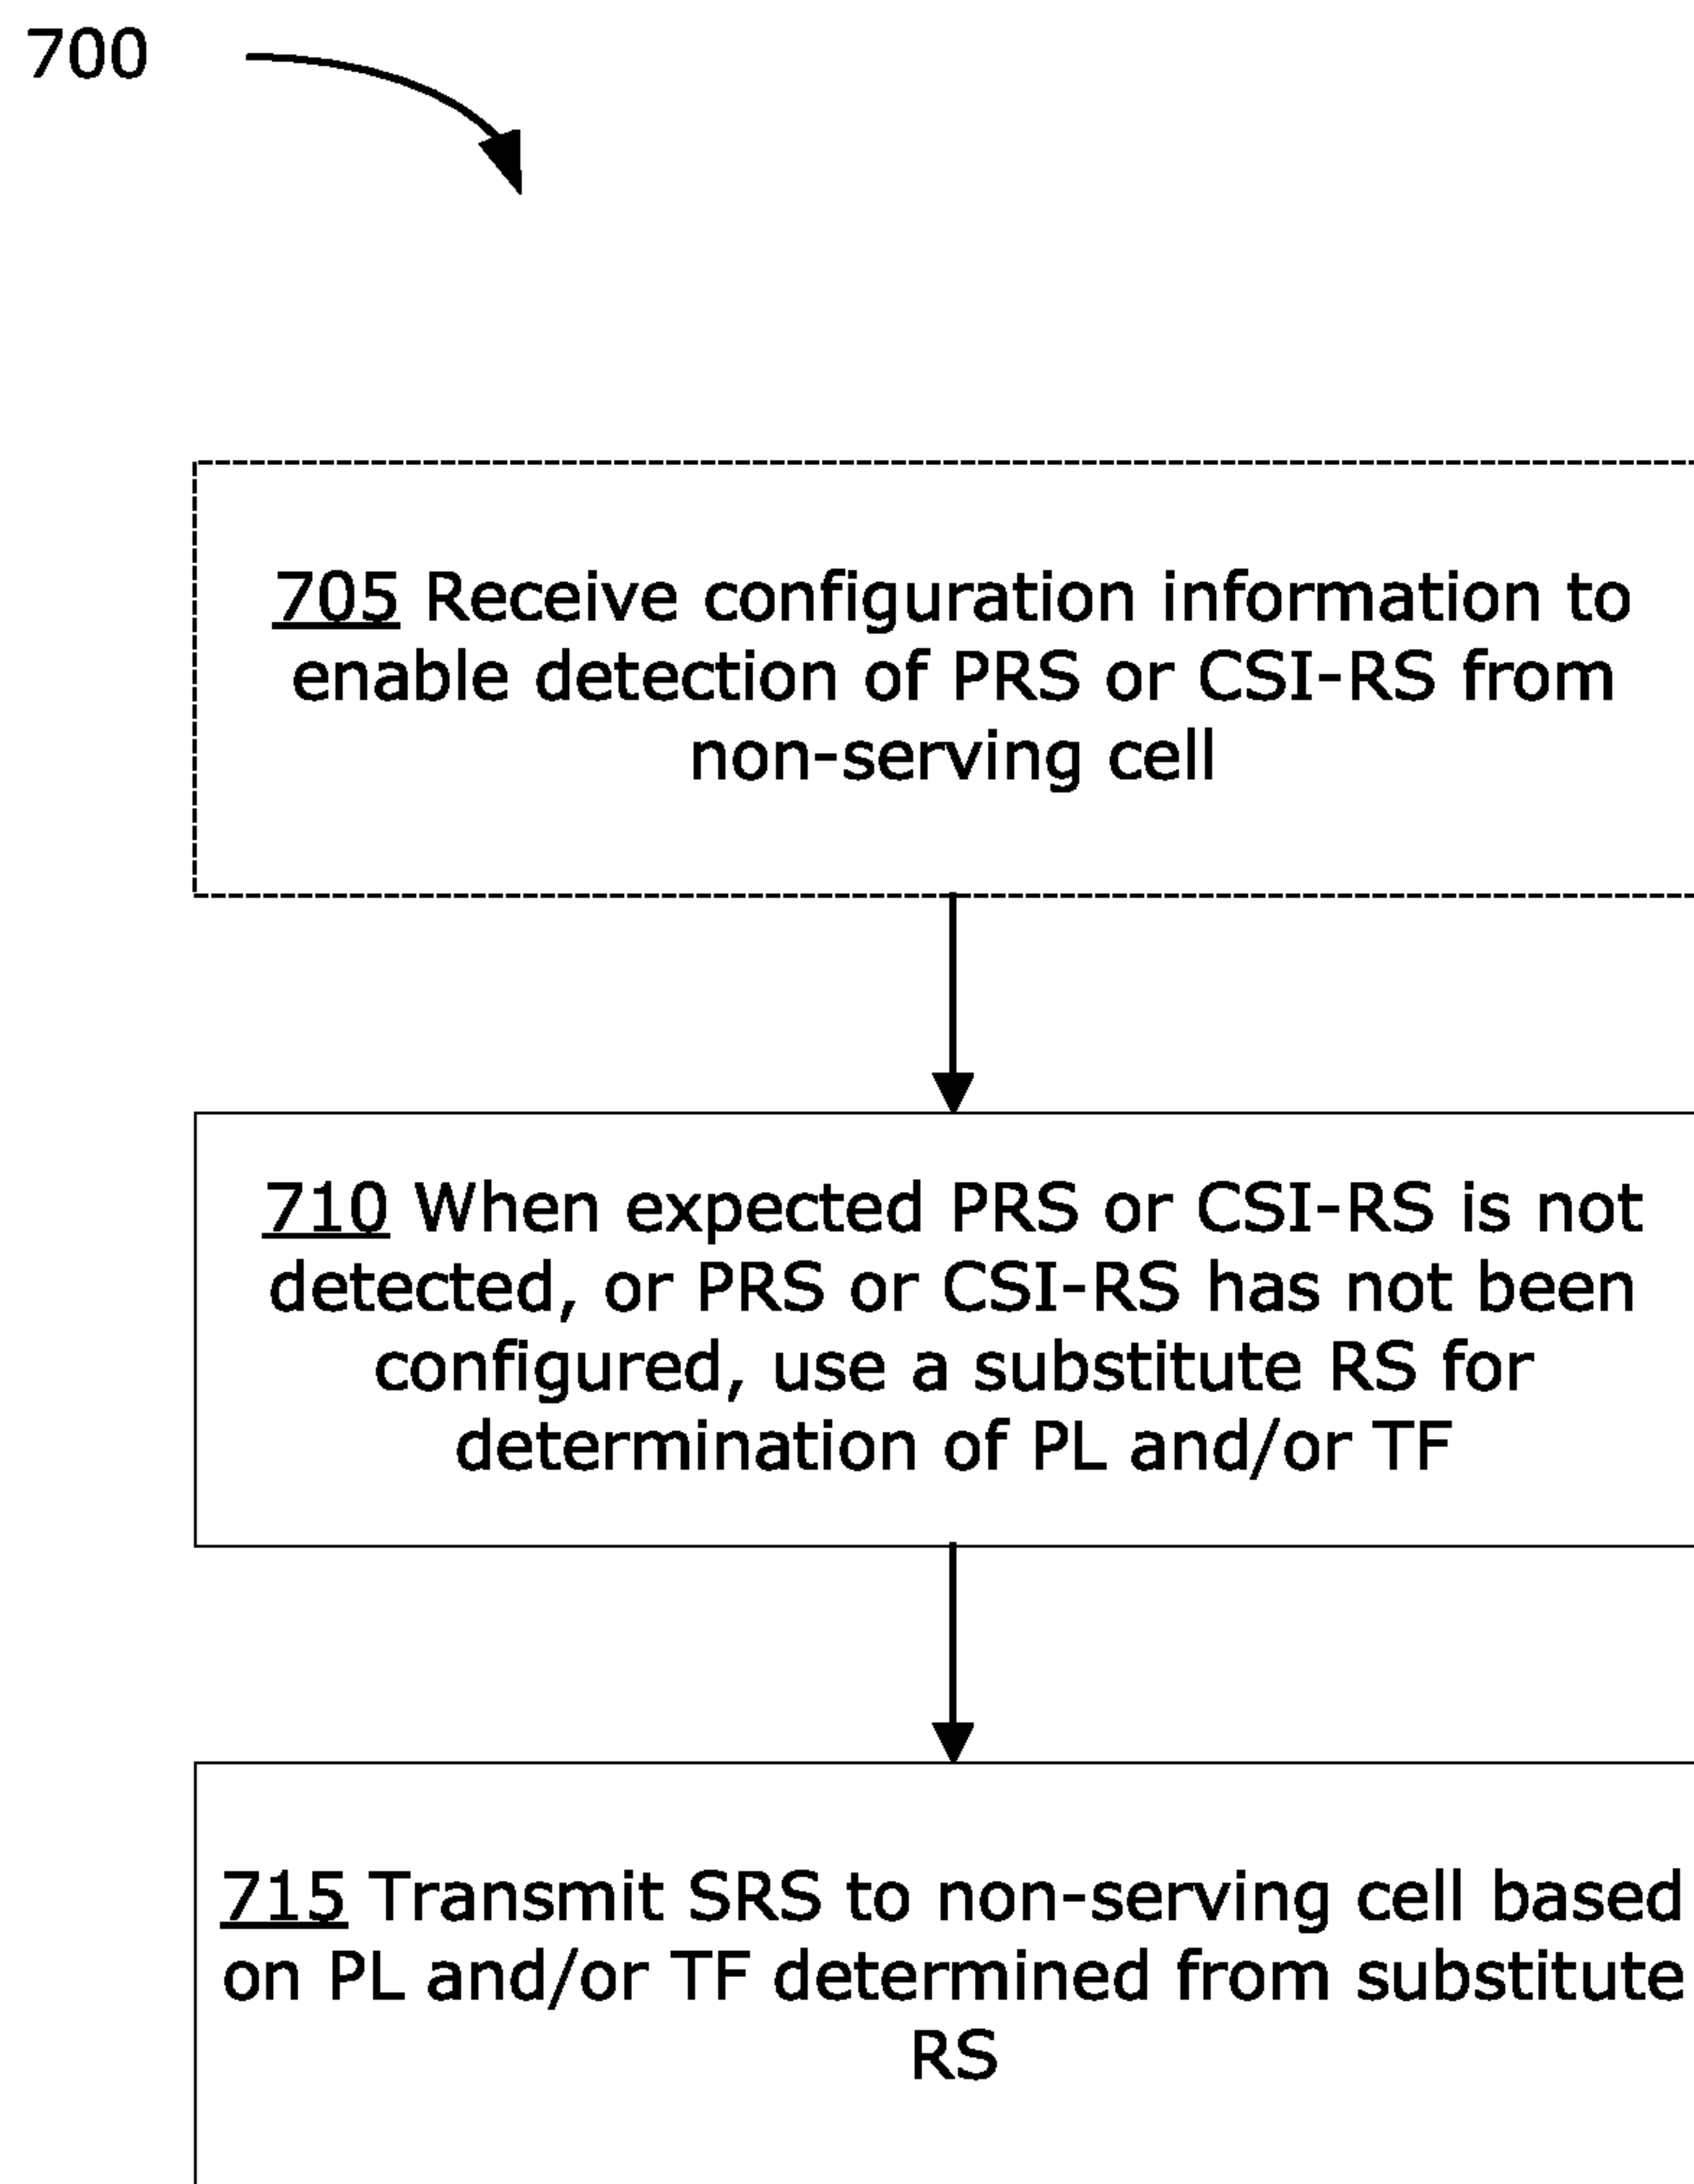 700
705 Receive configuration information to
enable detection of PRS or CSI-RS from
non-serving cell
710 When expected PRS or CSI-RS is not
detected, or PRS or CSI-RS has not been
configured, use a substitute RS for
determination of PL and/or TF
715 Transmit SRS to non-serving cell based
on PL and/or TF determined from substitute
RS